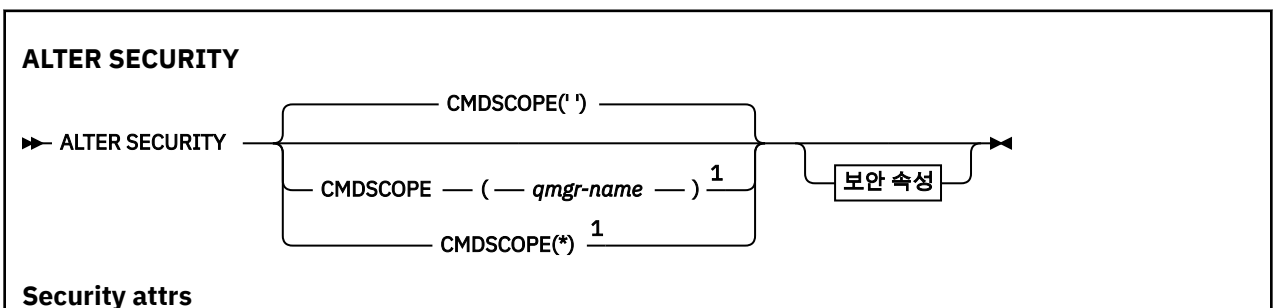 ALTER SECURITY
CMDSCOPE(' ')
ALTER SECURITY
보안 속성
CMDSCOPE ( qmgr-name ) 1
CMDSCOPE(*) 1
Security attrs